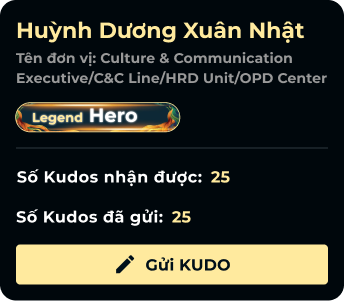 Huỳnh Dương Xuân Nhật
Tên đơn vị: Culture & Communication
Executive/C&C Line/HRD Unit/OPD Center
Legend Hero
Số Kudos nhận được: 25
Số Kudos đã gửi: 25
Gửi KUDO